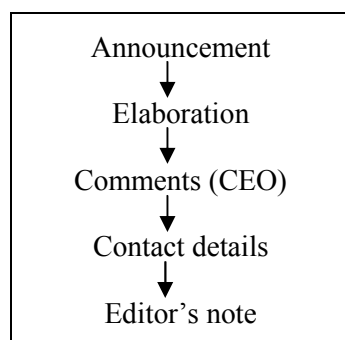 Announcement
Elaboration
Comments (CEO)
Contact details
Editor’s note